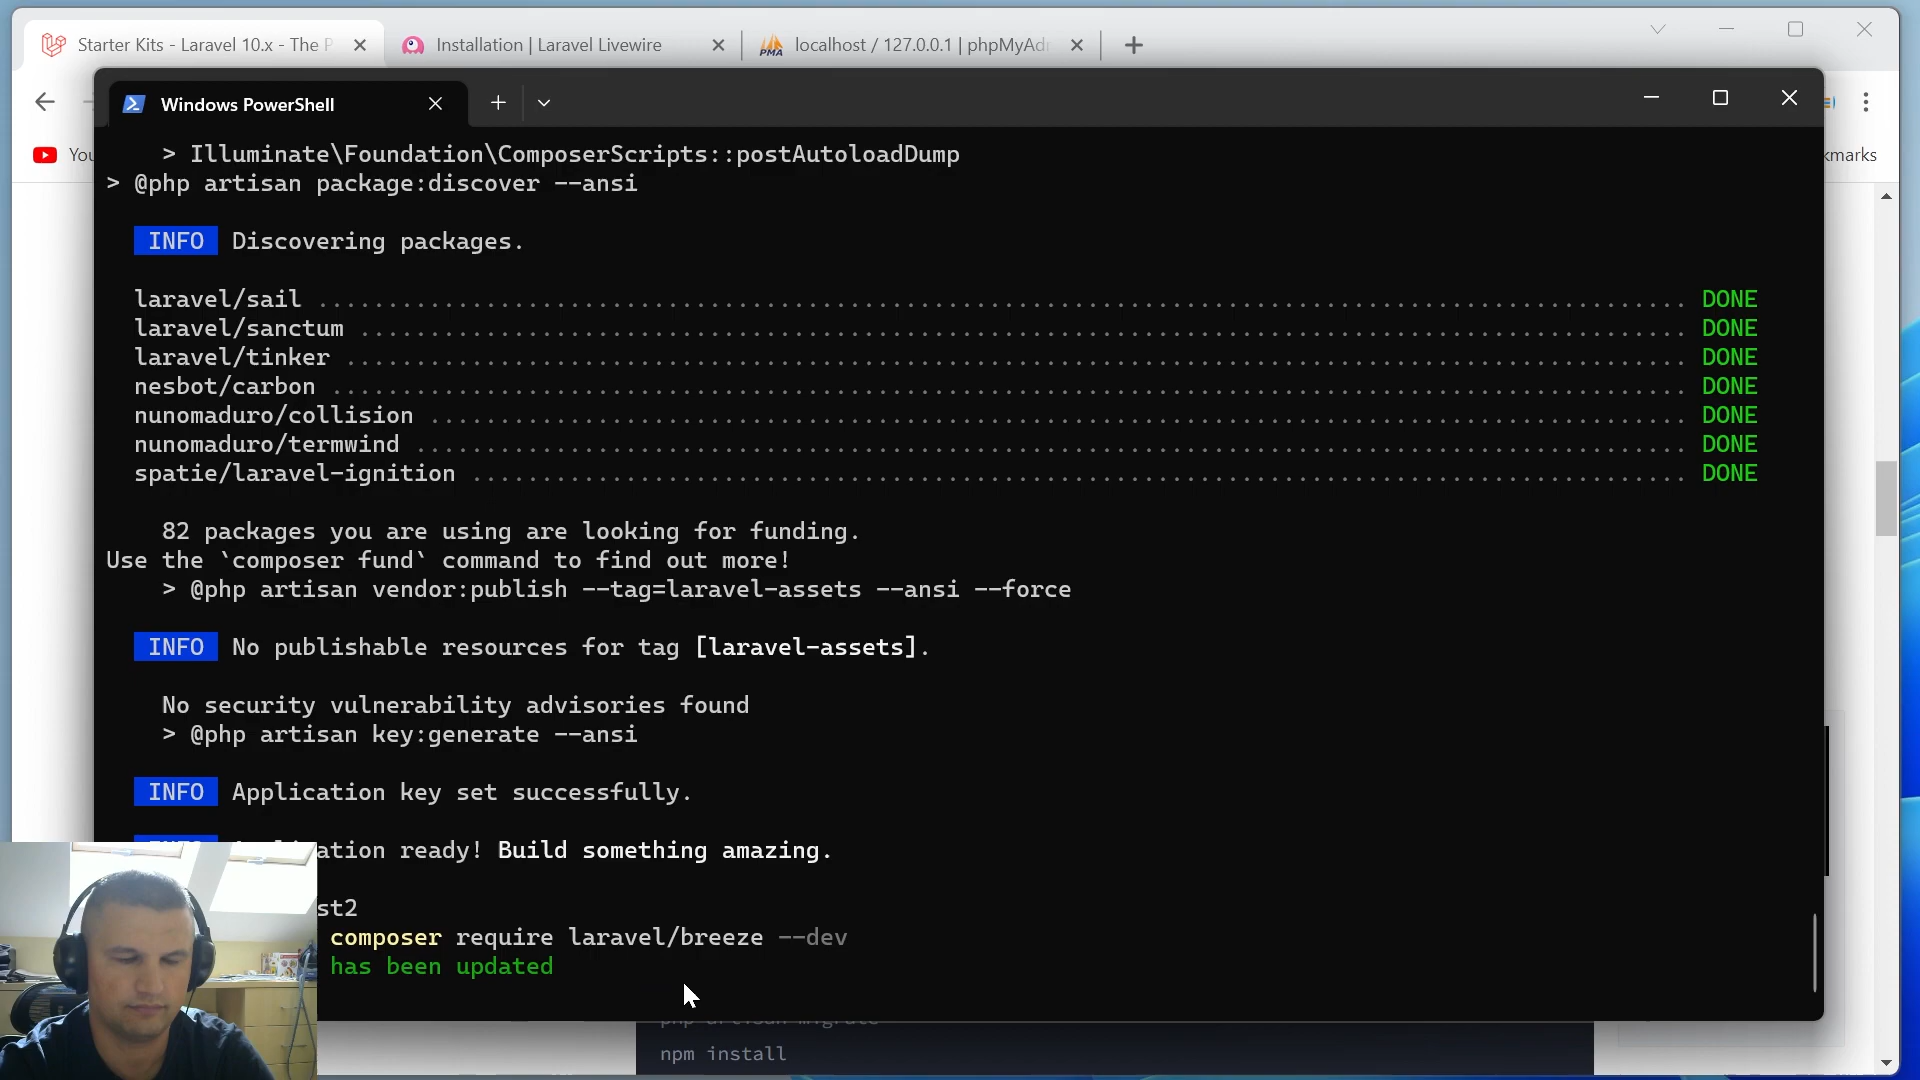 Starter Kits - Laravel 10.x - The P
Installation | Laravel Livewire
localhost / 127.0.0.1 | phpMyAd
Windows PowerShell
You
kmarks
> Illuminate\Foundation\ComposerScripts::postAutoloadDump
> @php artisan package:discover --ansi
INFO Discovering packages.
laravel/sail DONE
laravel/sanctum DONE
laravel/tinker DONE
nesbot/carbon DONE
nunomaduro/collision DONE
nunomaduro/termwind DONE
spatie/laravel-ignition DONE
82 packages you are using are looking for funding.
Use the `composer fund` command to find out more!
> @php artisan vendor:publish --tag=laravel-assets --ansi --force
INFO No publishable resources for tag [laravel-assets].
No security vulnerability advisories found
> @php artisan key:generate --ansi
INFO Application key set successfully.
ation ready! Build something amazing.
st2
composer require laravel/breeze --dev
has been updated
php artisan migrate
npm install